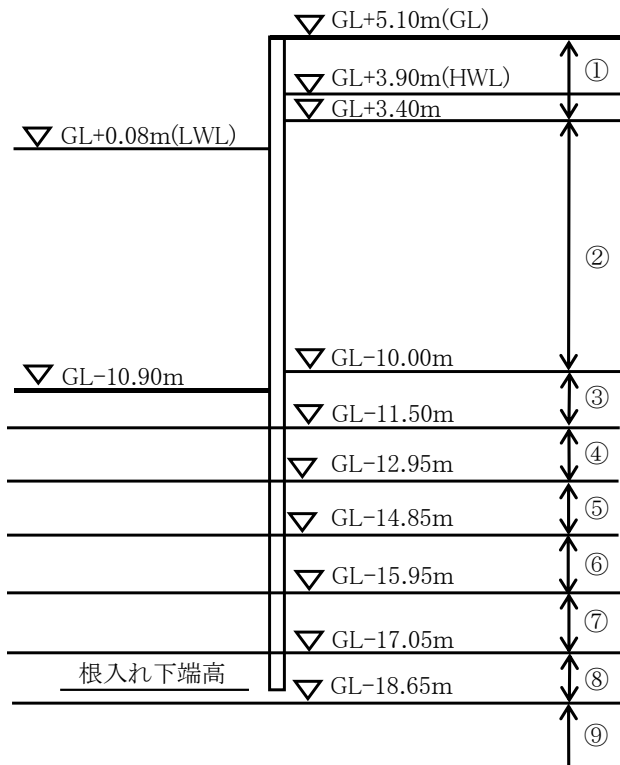 GL+5.10m(GL)
①
GL+3.90m(HWL)
GL+3.40m
GL+0.08m(LWL)
②
GL-10.00m
GL-10.90m
③
GL-11.50m
④
GL-12.95m
⑤
GL-14.85m
⑥
GL-15.95m
⑦
GL-17.05m
根入れ下端高
⑧
GL-18.65m
⑨